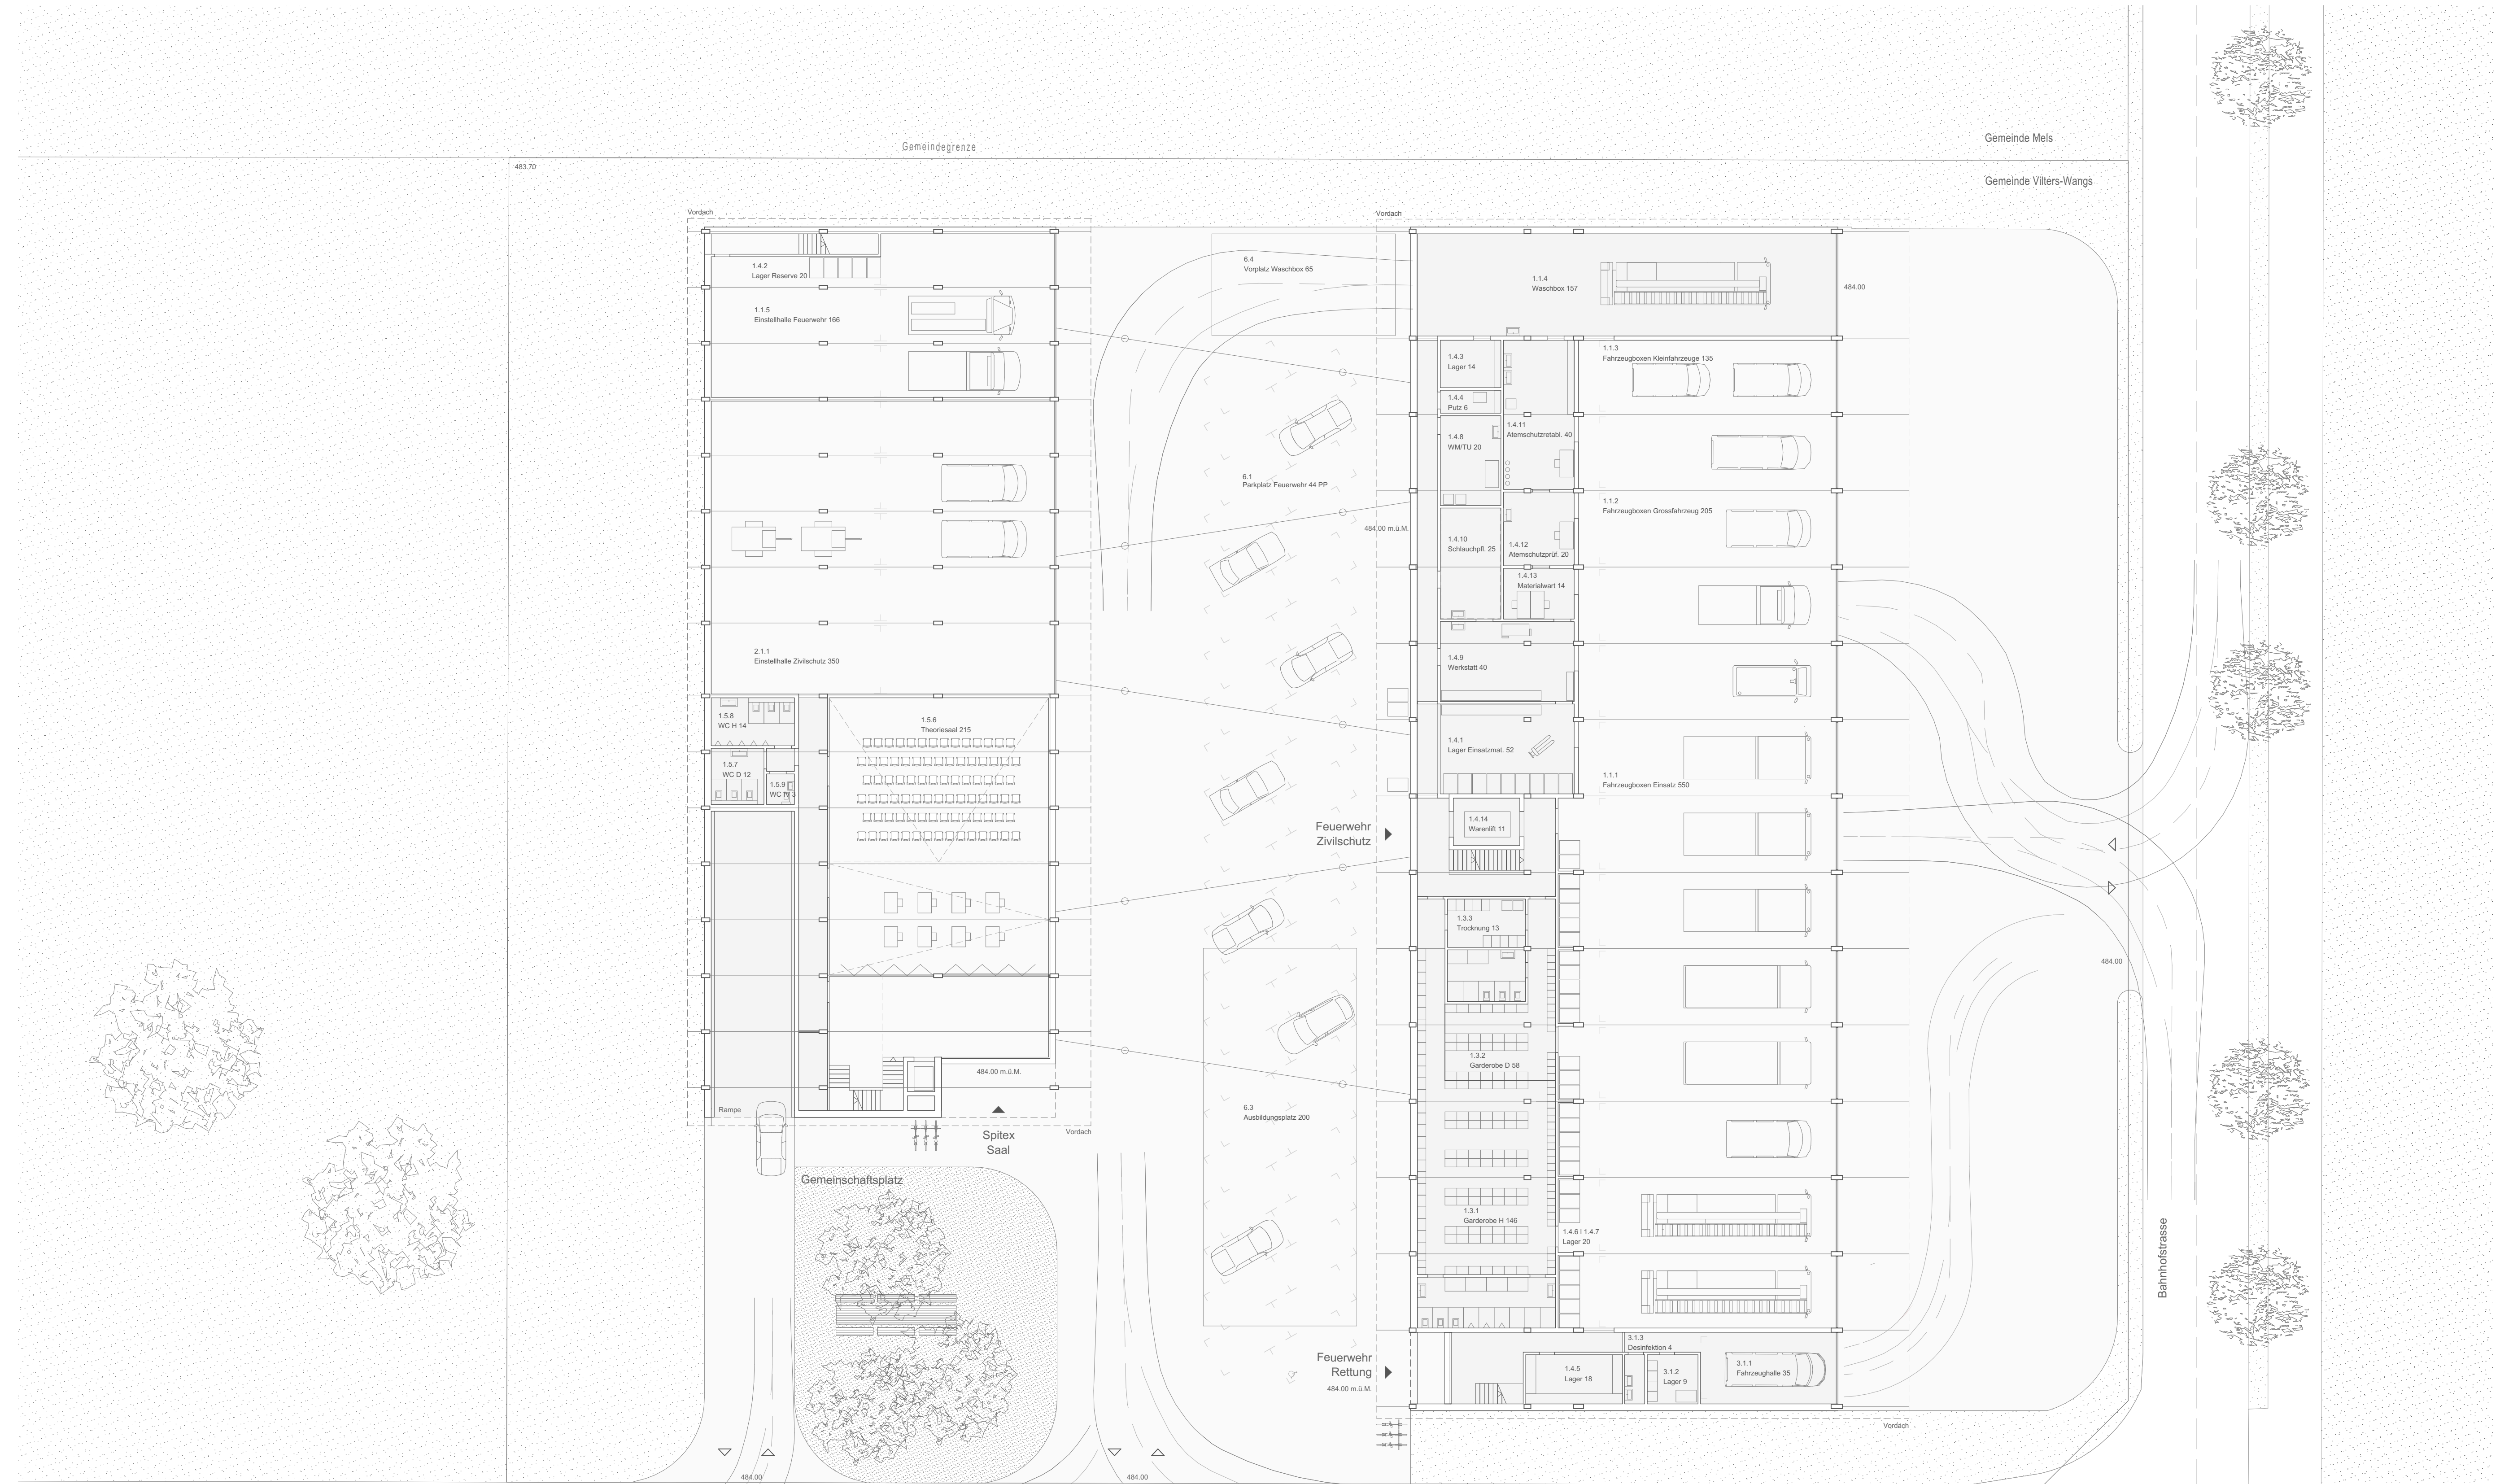 Gemeindegrenze
Gemeinde Mels
483.70
Gemeinde Vilters-Wangs
Vordach
Vordach
1.4.2
Lager Reserve 20
1.1.5
Einstellhalle Feuerwehr 166
2.1.1
Einstellhalle Zivilschutz 350
1.5.8
WC H 14
1.5.7
WC D 12
1.5.9
1.5.6
Theoriesaal 215
484.00 m.ü.M.
Rampe
Spitex
Saal
Vordach
Gemeinschaftsplatz
484.00
484.00
6.4
Vorplatz Waschbox 65
6.1
Parkplatz Feuerwehr 44 PP
484.00 m.ü.M.
Feuerwehr
Zivilschutz
6.3
Ausbildungsplatz 200
Feuerwehr
Rettung
484.00 m.ü.M.
1.1.4
Waschbox 157
484.00
1.4.3
Lager 14
1.4.4
Putz 6
1.4.8
WM/TU 20
1.4.11
Atemschutzretabl. 40
1.1.3
Fahrzeugboxen Kleinfahrzeuge 135
1.1.2
Fahrzeugboxen Grossfahrzeug 205
1.4.10
Schlauchpfl. 25
1.4.12
Atemschutzprüf. 20
1.4.13
Materialwart 14
1.4.9
Werkstatt 40
1.4.1
Lager Einsatzmat. 52
1.1.1
Fahrzeugboxen Einsatz 550
1.4.14
Warenlift 11
1.3.3
Trocknung 13
1.3.2
Garderobe D 58
1.3.1
Garderobe H 146
1.4.6 I 1.4.7
Lager 20
3.1.3
Desinfektion 4
1.4.5
Lager 18
3.1.2
Lager 9
3.1.1
Fahrzeughalle 35
Vordach
484.00
Bahnhofstrasse